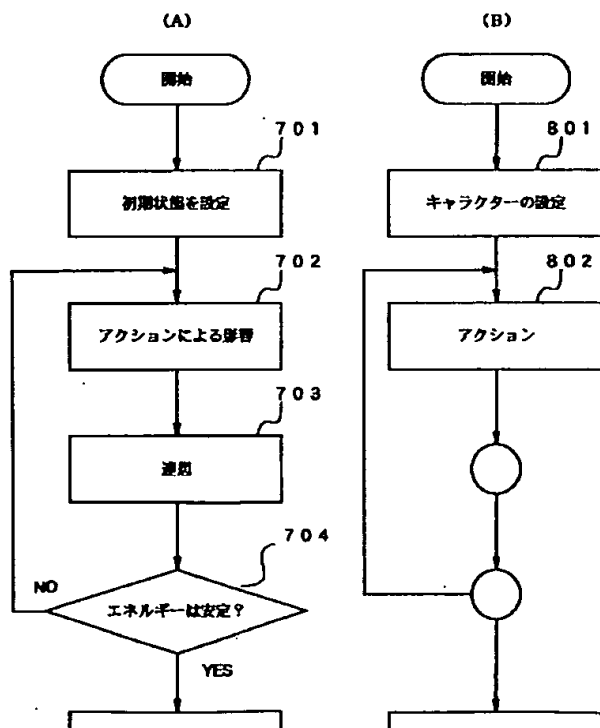 (A)
開始
701
初期状態を設定
702
アクションによる影響
703
連想
704
エネルギーは安定？
NO
YES
(B)
開始
801
キャラクターの設定
802
アクション